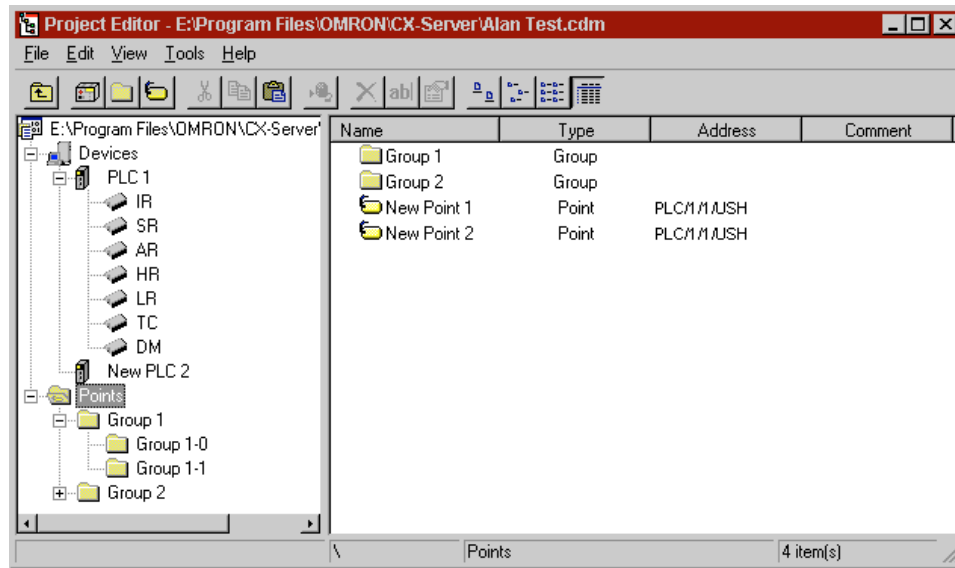 Project Editor - E:\Program Files\OMRON\CX-Server\Alan Test.cdm
File Edit View Tools Help
ab
E:\Program Files\OMRON\CX-Server'
Devices
PLC 1
IR
SR
AR
HR
LR
TC
DM
New PLC 2
Points
Group 1
Group 1-0
Group 1-1
Group 2
Name Type Address Comment
Group 1 Group
Group 2 Group
New Point 1 Point PLC/1/1/USH
New Point 2 Point PLC/1/1/USH
\ Points 4 item(s)